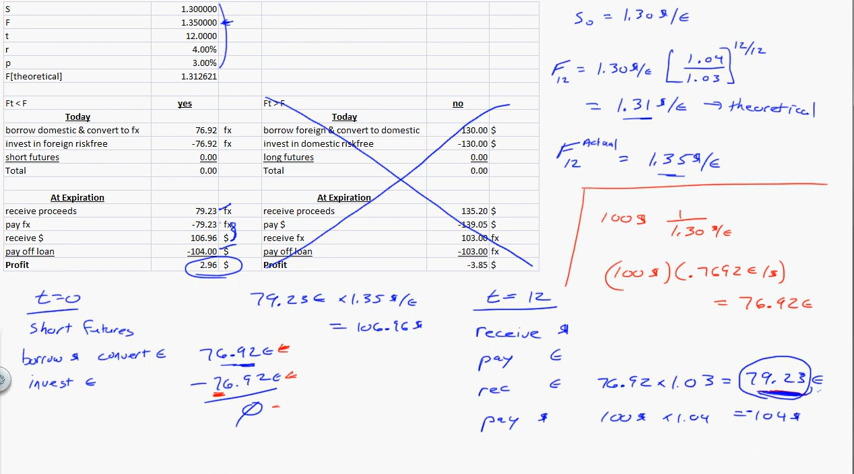 S 1.300000
F 1.350000
t 12.0000
r 4.00%
p 3.00%
F[theoretical] 1.312621
Ft < F yes
Today
borrow domestic & convert to fx 76.92 fx
invest in foreign riskfree -76.92 fx
short futures 0.00
Total 0.00
At Expiration
receive proceeds 79.23 fx
pay fx -79.23 fx
receive $ 106.96 $
pay off loan -104.00 $
Profit 2.96 $
Ft > F no
Today
borrow foreign & convert to domestic 130.00 $
invest in domestic riskfree -130.00 $
long futures 0.00
Total 0.00
At Expiration
receive proceeds 135.20 $
pay $ -139.05 $
receive fx 103.00 fx
pay off loan -103.00 fx
Profit -3.85 $
S0 = 1.30 $/€
F12 = 1.30 $/€ [1.04/1.03]^12/12
= 1.31 $/€ → theoretical
F12 Actual = 1.35 $/€
100$ 1/1.30 $/€
(100$)(.7692 €/$)
= 76.92€
t=0
Short Futures
borrow $ convert € 76.92€
invest € -76.92€
0
79.23€ x 1.35 $/€
= 106.96$
t = 12
receive $
pay €
rec € 76.92 x 1.03 = 79.23 €
pay $ 100$ x 1.04 = -104$